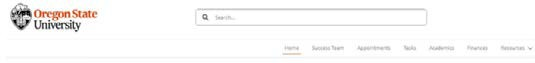 Oregon State
University
Search...
Home Success Team Appointments Tasks Academics Finances Resources